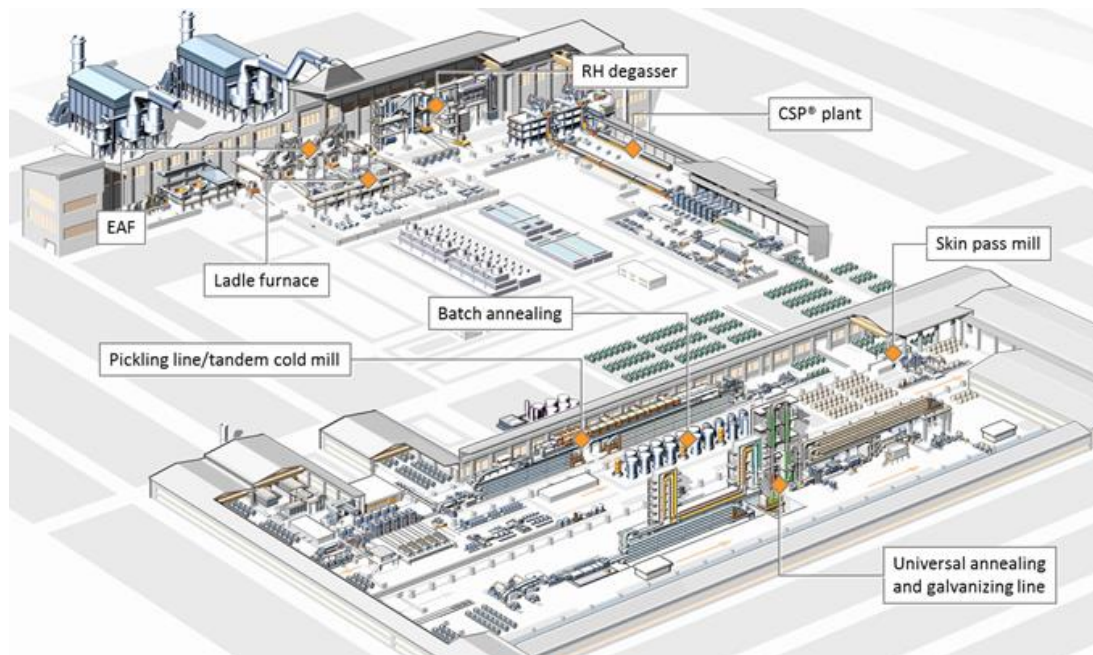 RH degasser
CSP® plant
EAF
Ladle furnace
Skin pass mill
Batch annealing
Pickling line/tandem cold mill
Universal annealing
and galvanizing line